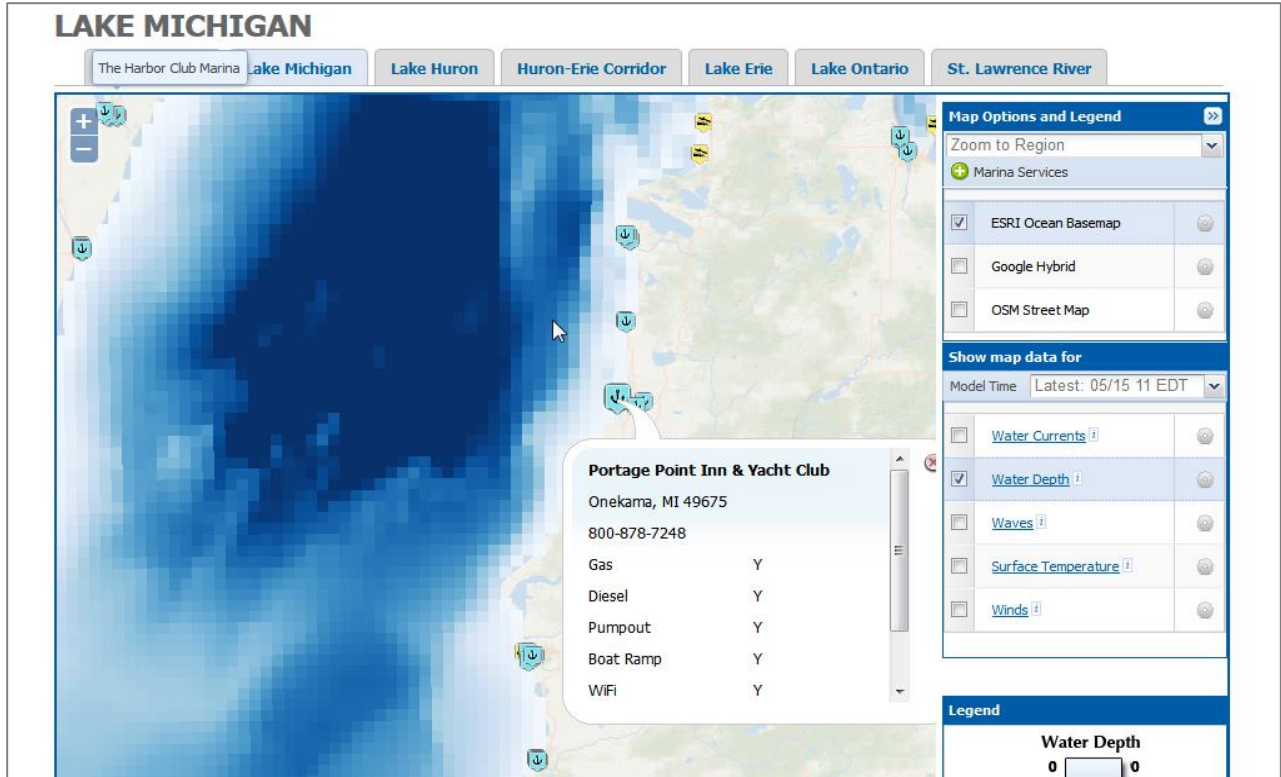 LAKE MICHIGAN
The Harbor Club Marina
Lake Michigan
Lake Huron
Huron-Erie Corridor
Lake Erie
Lake Ontario
St. Lawrence River
+
−
Map Options and Legend
Zoom to Region
Marina Services
ESRI Ocean Basemap
Google Hybrid
OSM Street Map
Show map data for
Model Time Latest: 05/15 11 EDT
Water Currents i
Water Depth i
Waves i
Surface Temperature i
Winds i
Portage Point Inn & Yacht Club
Onekama, MI 49675
800-878-7248
Gas Y
Diesel Y
Pumpout Y
Boat Ramp Y
WiFi Y
Legend
Water Depth
0 0